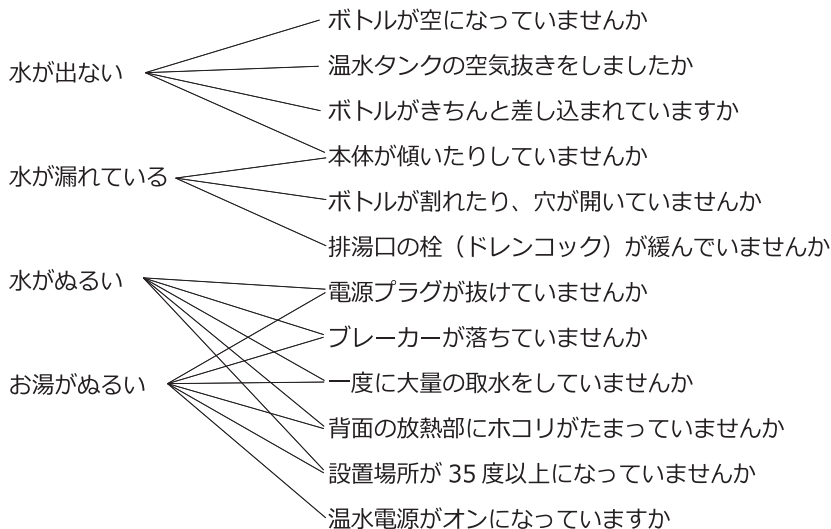 水が出ない
水が漏れている
水がぬるい
お湯がぬるい
ボトルが空になっていませんか
温水タンクの空気抜きをしましたか
ボトルがきちんと差し込まれていますか
本体が傾いたりしていませんか
ボトルが割れたり、穴が開いていませんか
排湯口の栓（ドレンコック）が緩んでいませんか
電源プラグが抜けていませんか
ブレーカーが落ちていませんか
一度に大量の取水をしていませんか
背面の放熱部にホコリがたまっていませんか
設置場所が 35 度以上になっていませんか
温水電源がオンになっていますか